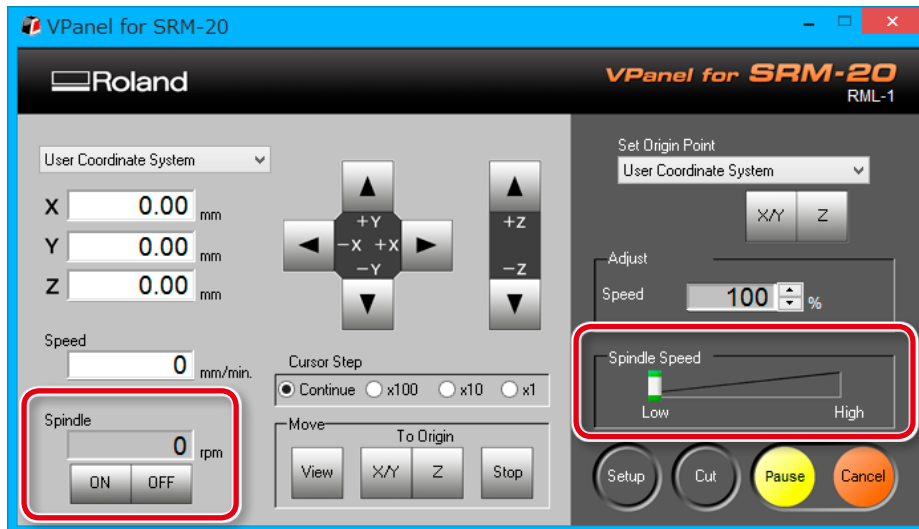 VPanel for SRM-20
Roland
VPanel for SRM-20
RML-1
User Coordinate System
X 0.00 mm
Y 0.00 mm
Z 0.00 mm
Speed
0 mm/min.
Spindle
0 rpm
ON OFF
+Y
-X +X
-Y
+Z
-Z
Cursor Step
Continue x100 x10 x1
Move
To Origin
View X/Y Z Stop
Set Origin Point
User Coordinate System
X/Y Z
Adjust
Speed 100 %
Spindle Speed
Low High
Setup Cut Pause Cancel